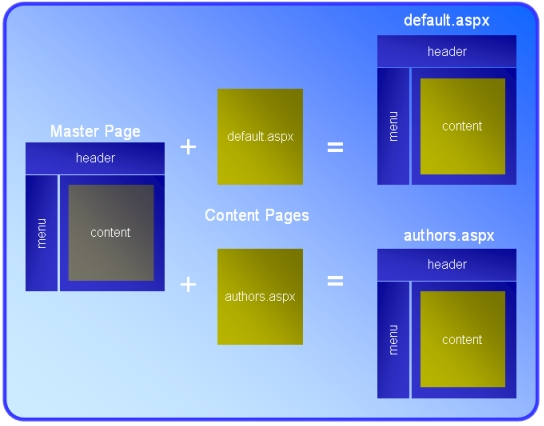 default.aspx
header
menu
content
Master Page
header
menu
content
+
default.aspx
=
Content Pages
+
authors.aspx
=
authors.aspx
header
menu
content